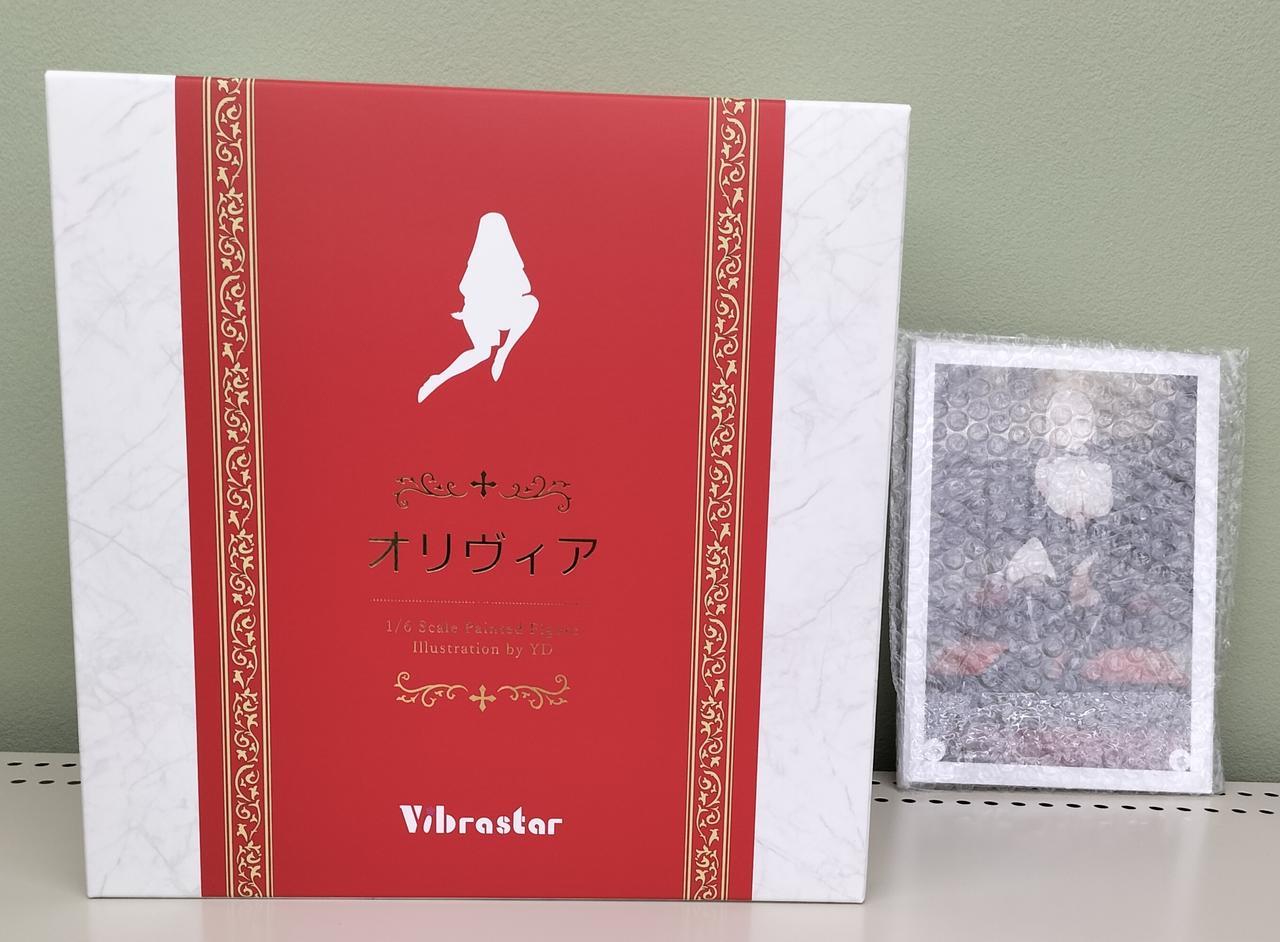 オリヴィア
1/6 Scale Painted Figure
Illustration by YD
Vibrastar